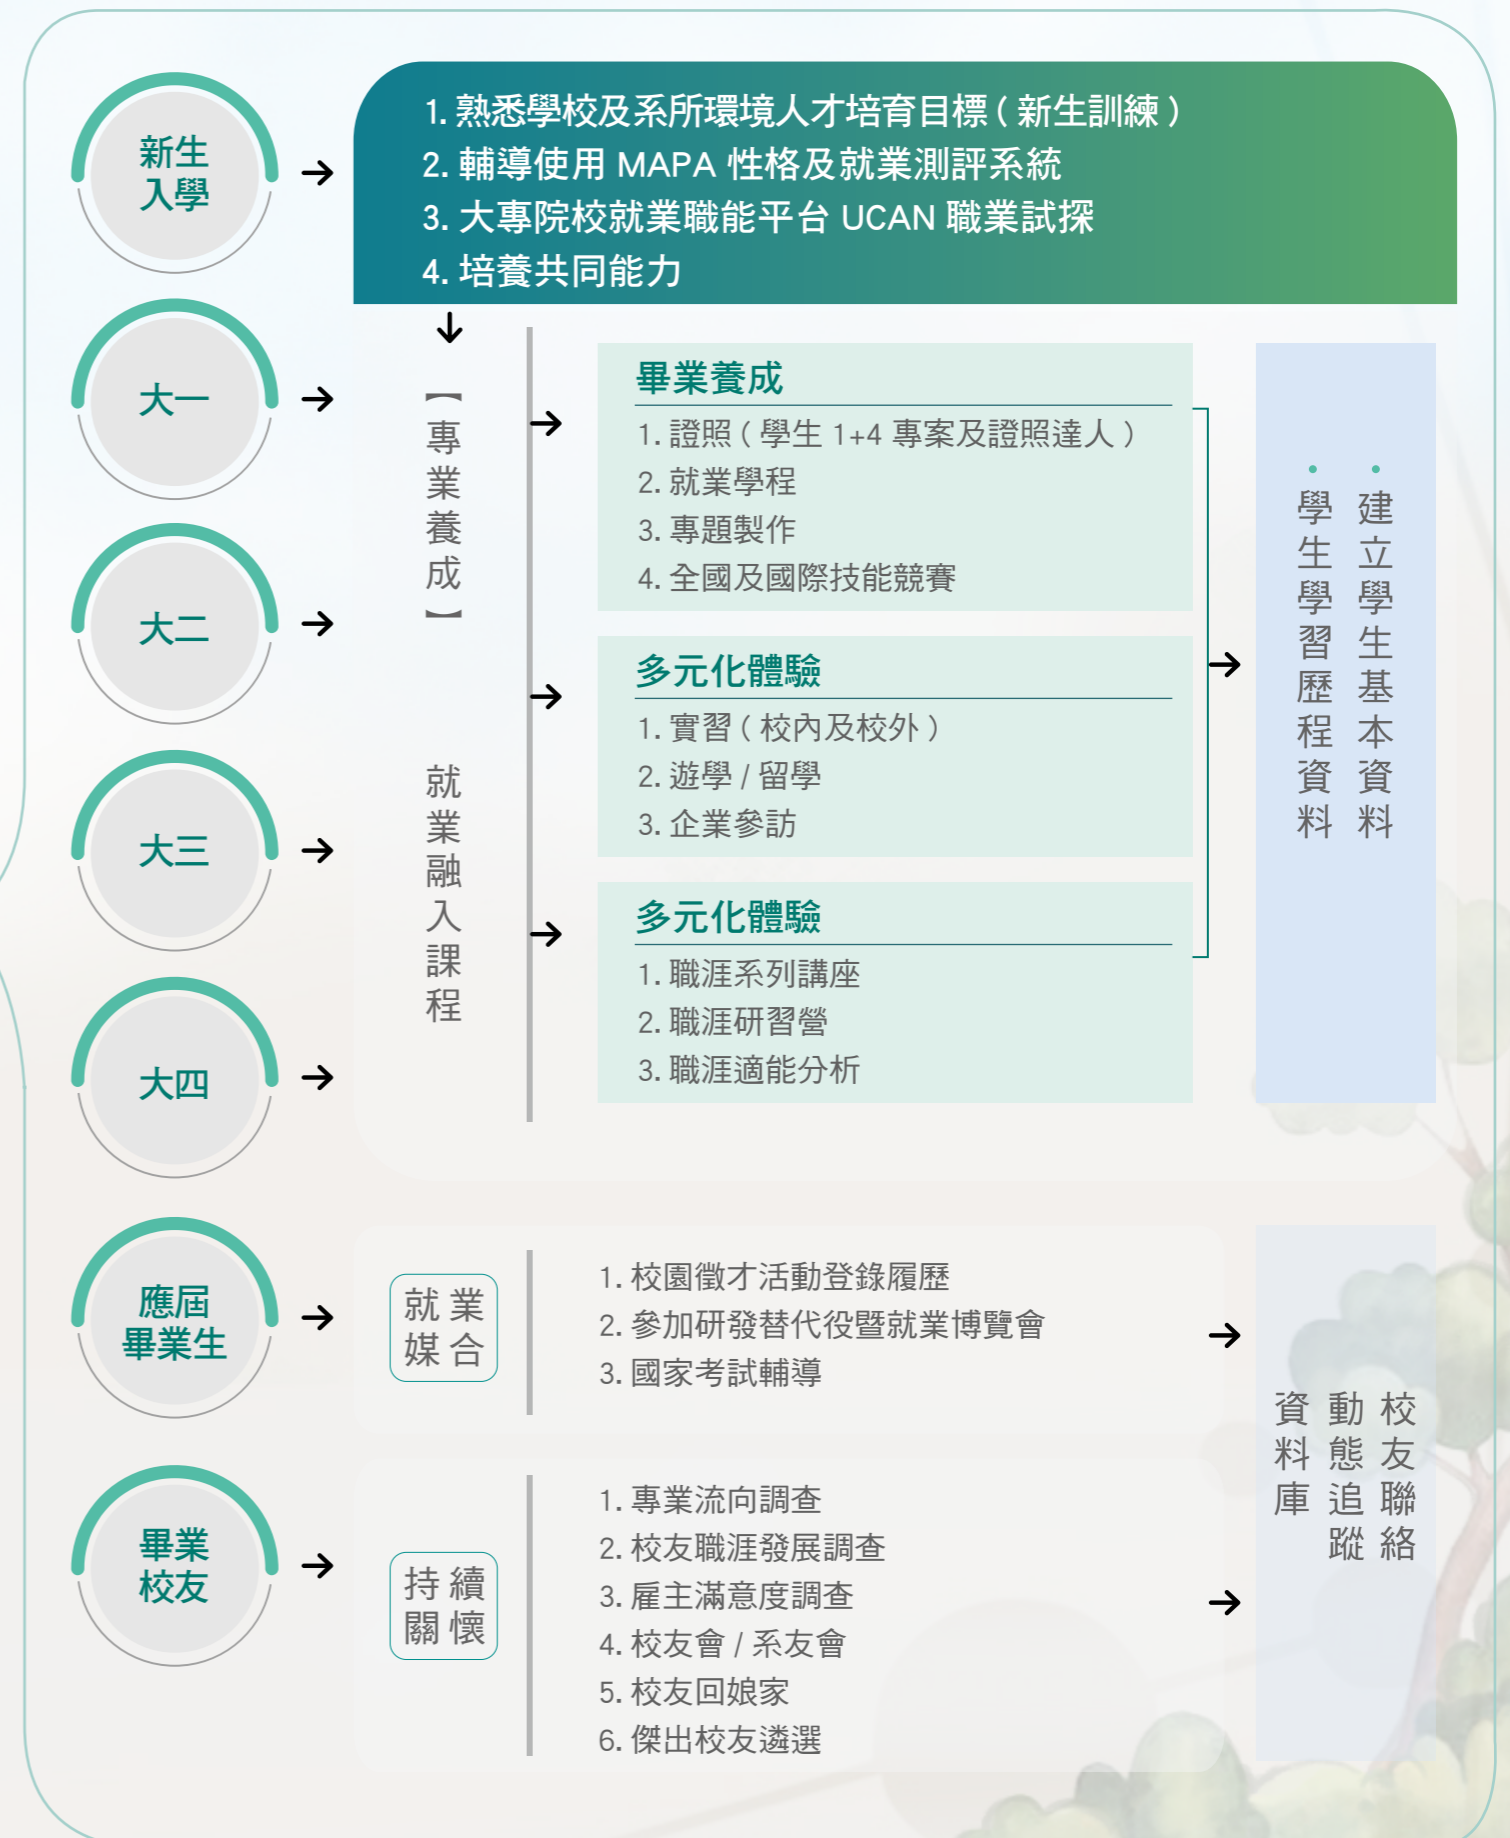 新生
入學
1. 熟悉學校及系所環境人才培育目標 ( 新生訓練 )
2. 輔導使用 MAPA 性格及就業測評系統
3. 大專院校就業職能平台 UCAN 職業試探
4. 培養共同能力
大一
大二
大三
大四
【專業養成】
就業融入課程
畢業養成
1. 證照 ( 學生 1+4 專案及證照達人 )
2. 就業學程
3. 專題製作
4. 全國及國際技能競賽
多元化體驗
1. 實習 ( 校內及校外 )
2. 遊學 / 留學
3. 企業參訪
多元化體驗
1. 職涯系列講座
2. 職涯研習營
3. 職涯適能分析
・建立學生基本資料
・學生學習歷程資料
應屆
畢業生
就業
媒合
1. 校園徵才活動登錄履歷
2. 參加研發替代役暨就業博覽會
3. 國家考試輔導
畢業
校友
持續
關懷
1. 專業流向調查
2. 校友職涯發展調查
3. 雇主滿意度調查
4. 校友會 / 系友會
5. 校友回娘家
6. 傑出校友遴選
校友聯絡
動態追蹤
資料庫